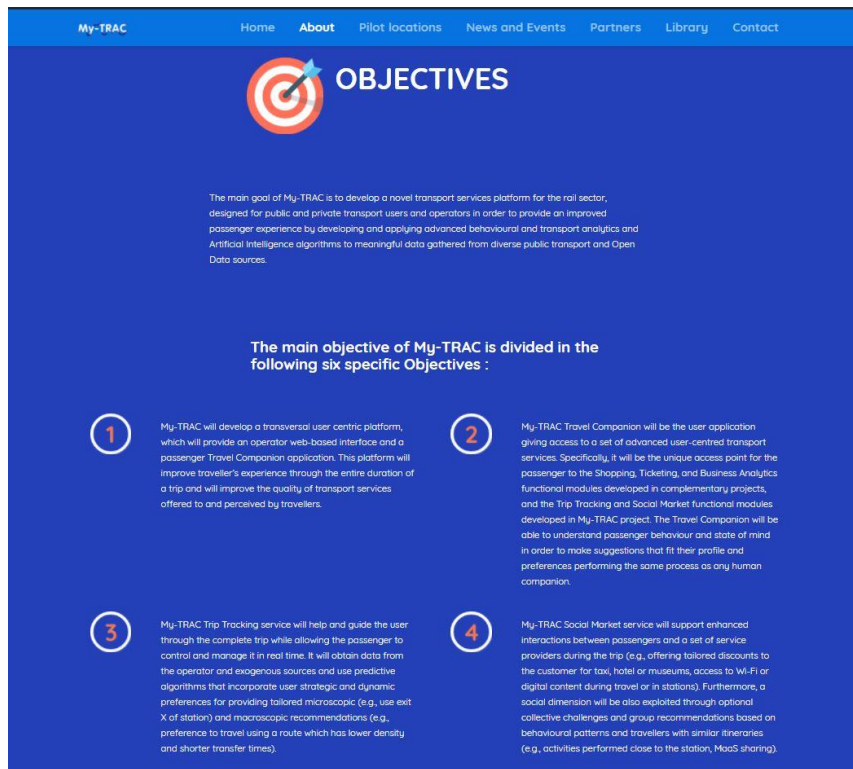 My-TRAC Home About Pilot locations News and Events Partners Library Contact
OBJECTIVES
The main goal of My-TRAC is to develop a novel transport services platform for the rail sector,
designed for public and private transport users and operators in order to provide an improved
passenger experience by developing and applying advanced behavioural and transport analytics and
Artificial Intelligence algorithms to meaningful data gathered from diverse public transport and Open
Data sources.
The main objective of My-TRAC is divided in the
following six specific Objectives :
1
My-TRAC will develop a transversal user centric platform,
which will provide an operator web-based interface and a
passenger Travel Companion application. This platform will
improve traveller's experience through the entire duration of
a trip and will improve the quality of transport services
offered to and perceived by travellers.
2
My-TRAC Travel Companion will be the user application
giving access to a set of advanced user-centred transport
services. Specifically, it will be the unique access point for the
passenger to the Shopping, Ticketing, and Business Analytics
functional modules developed in complementary projects,
and the Trip Tracking and Social Market functional modules
developed in My-TRAC project. The Travel Companion will be
able to understand passenger behaviour and state of mind
in order to make suggestions that fit their profile and
preferences performing the same process as any human
companion.
3
My-TRAC Trip Tracking service will help and guide the user
through the complete trip while allowing the passenger to
control and manage it in real time. It will obtain data from
the operator and exogenous sources and use predictive
algorithms that incorporate user strategic and dynamic
preferences for providing tailored microscopic (e.g., use exit
X of station) and macroscopic recommendations (e.g.,
preference to travel using a route which has lower density
and shorter transfer times).
4
My-TRAC Social Market service will support enhanced
interactions between passengers and a set of service
providers during the trip (e.g., offering tailored discounts to
the customer for taxi, hotel or museums, access to Wi-Fi or
digital content during travel or in stations). Furthermore, a
social dimension will be also exploited through optional
collective challenges and group recommendations based on
behavioural patterns and travellers with similar itineraries
(e.g., activities performed close to the station, MaaS sharing).